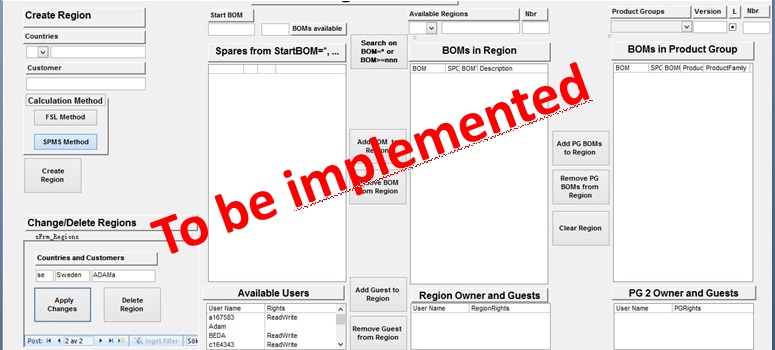 Create Region
Countries
Customer
Calculation Method
FSL Method
SPMS Method
Create
Region
Change/Delete Regions
sFrm_Regions
Countries and Customers
se Sweden ADAMa
Apply
Changes
Delete
Region
Post: 2 av 2 Inget filter Sök
Start BOM
BOMs available
Spares from StartBOM=*, ...
Search on
BOM=* or
BOM>=nnn
Available Regions Nbr
BOMs in Region
BOM SPC BOM Description
Product Groups Version L Nbr
BOMs in Product Group
BOM SPC BOM Produc ProductFamily
To be implemented
Add BOM
Region
BOM
from Region
Add PG BOMs
to Region
Remove PG
BOMs from
Region
Clear Region
Available Users
User Name Rights
a167583 ReadWrite
Adam
BEDA ReadWrite
c164343 ReadWrite
Add Guest to
Region
Remove Guest
from Region
Region Owner and Guests
User Name RegionRights
PG 2 Owner and Guests
User Name PGRights